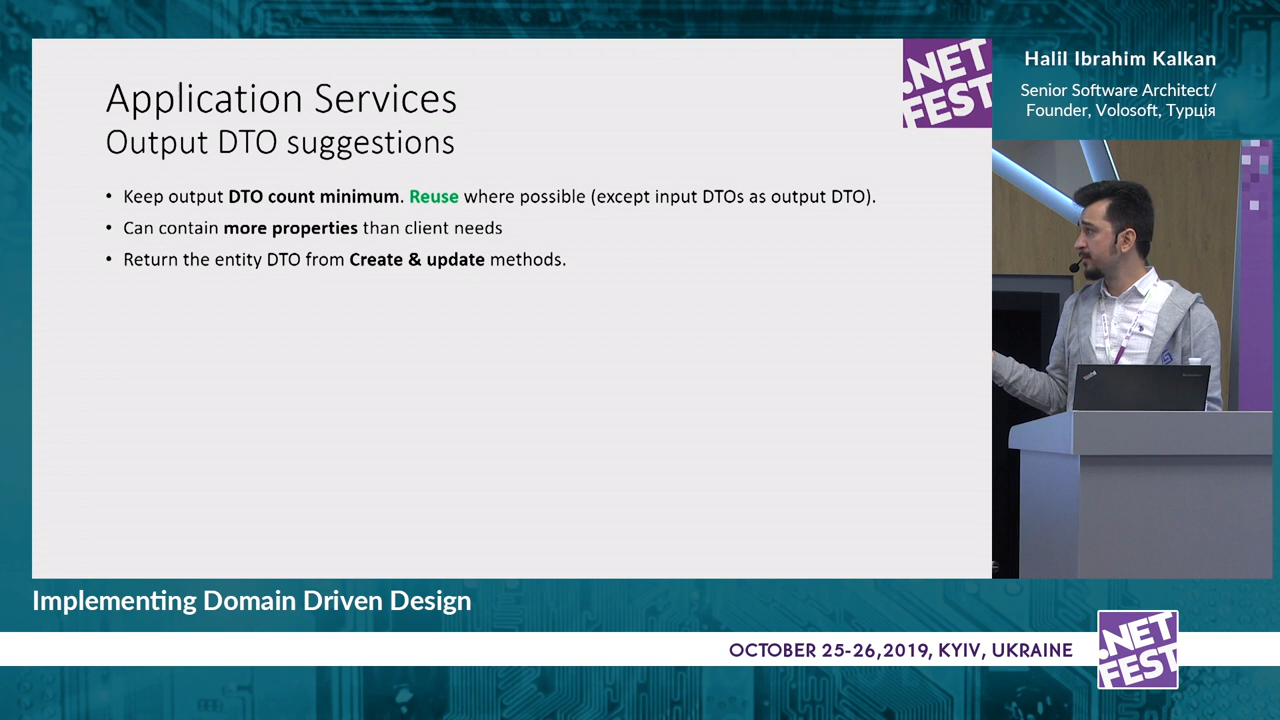 Application Services
Output DTO suggestions
• Keep output DTO count minimum. Reuse where possible (except input DTOs as output DTO).
• Can contain more properties than client needs
• Return the entity DTO from Create & update methods.
.NET
FEST
Halil Ibrahim Kalkan
Senior Software Architect/
Founder, Volosoft, Турція
Implementing Domain Driven Design
OCTOBER 25-26,2019, KYIV, UKRAINE
.NET
FEST